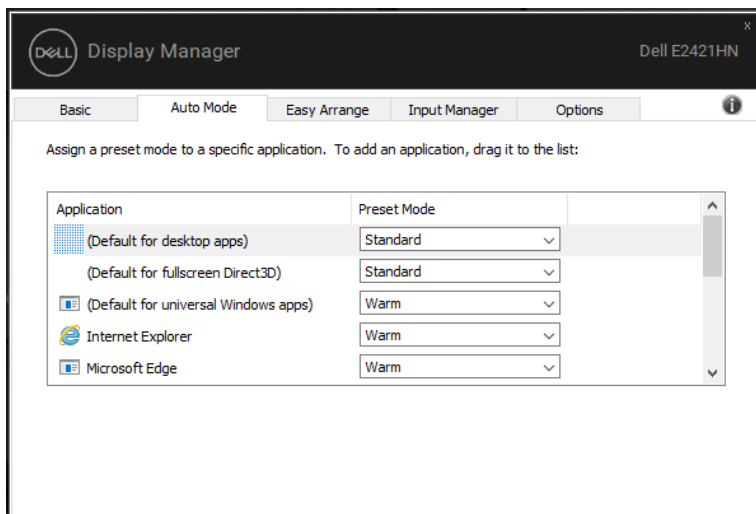 x
DELL Display Manager Dell E2421HN
Basic Auto Mode Easy Arrange Input Manager Options i
Assign a preset mode to a specific application. To add an application, drag it to the list:
Application Preset Mode
(Default for desktop apps) Standard
(Default for fullscreen Direct3D) Standard
(Default for universal Windows apps) Warm
Internet Explorer Warm
Microsoft Edge Warm